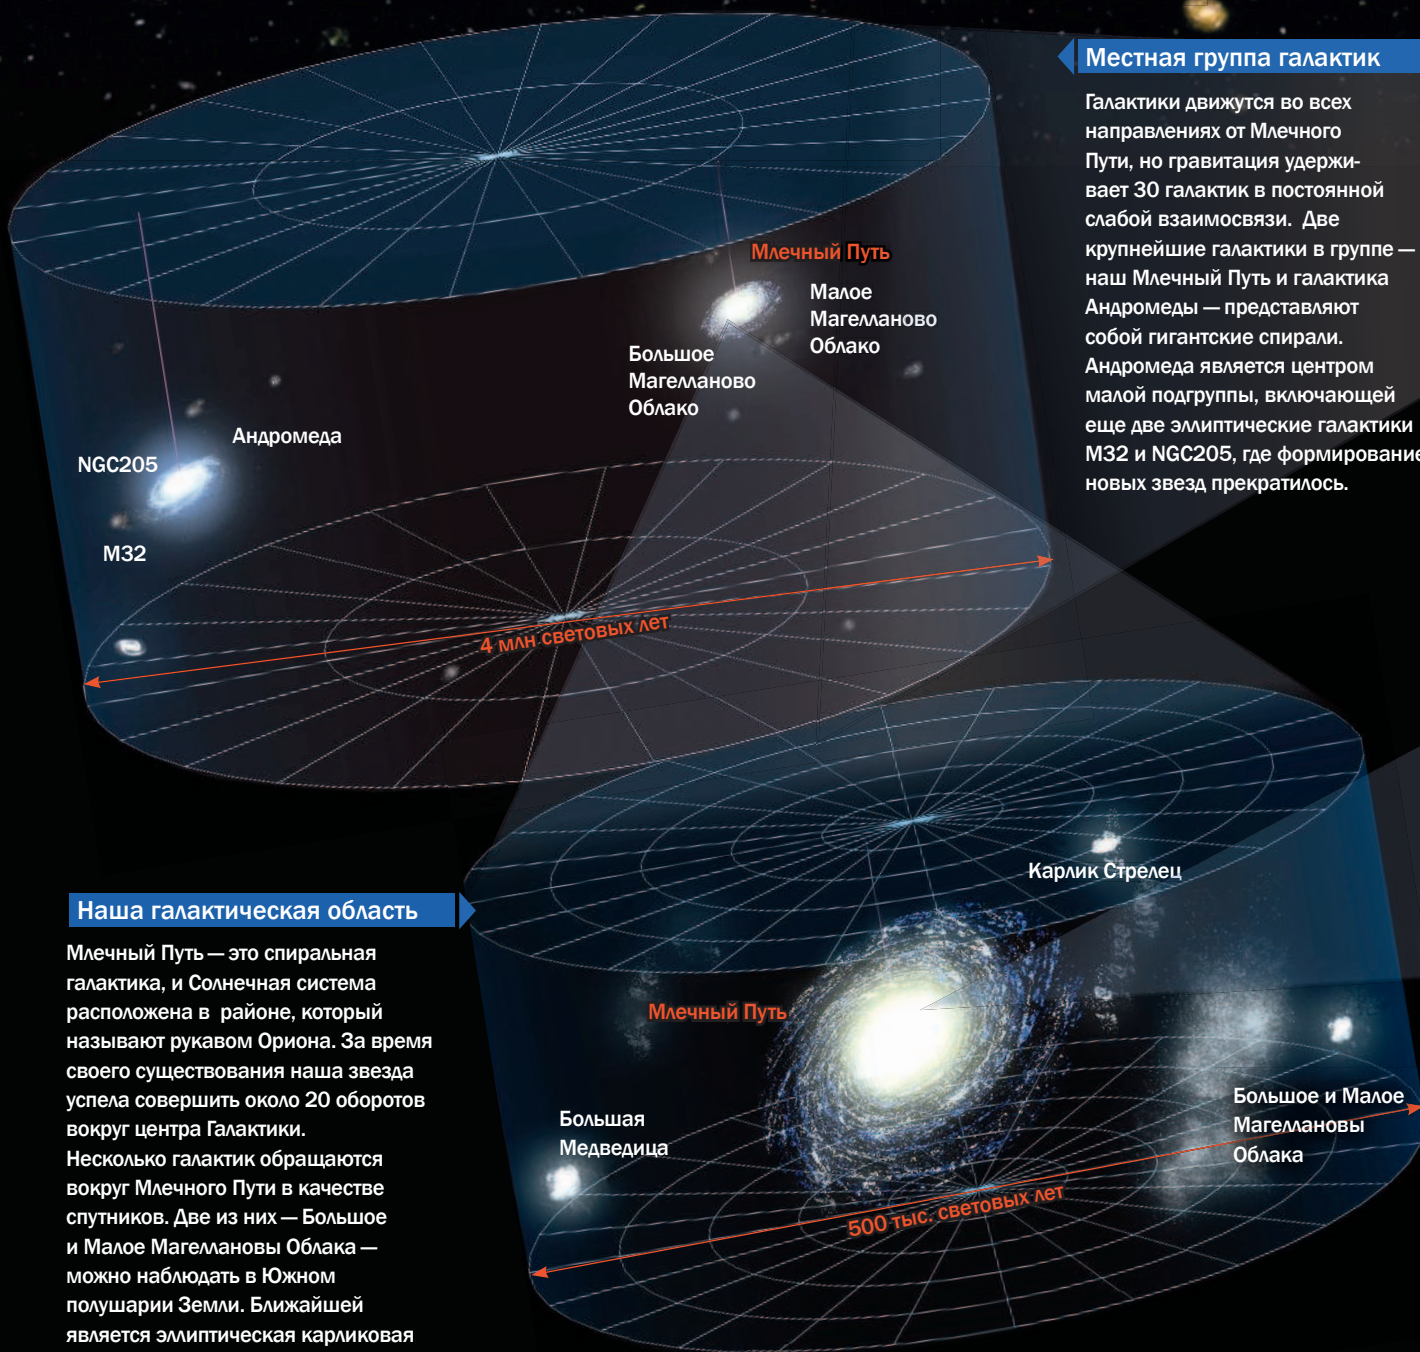 Местная группа галактик
Галактики движутся во всех
направлениях от Млечного
Пути, но гравитация удержи-
вает 30 галактик в постоянной
слабой взаимосвязи. Две
крупнейшие галактики в группе —
наш Млечный Путь и галактика
Андромеды — представляют
собой гигантские спирали.
Андромеда является центром
малой подгруппы, включающей
еще две эллиптические галактики
M32 и NGC205, где формирование
новых звезд прекратилось.
Млечный Путь
Малое
Магелланово
Облако
Большое
Магелланово
Облако
Андромеда
NGC205
M32
4 млн световых лет
Наша галактическая область
Млечный Путь — это спиральная
галактика, и Солнечная система
расположена в районе, который
называют рукавом Ориона. За время
своего существования наша звезда
успела совершить около 20 оборотов
вокруг центра Галактики.
Несколько галактик обращаются
вокруг Млечного Пути в качестве
спутников. Две из них — Большое
и Малое Магеллановы Облака —
можно наблюдать в Южном
полушарии Земли. Ближайшей
является эллиптическая карликовая
Карлик Стрелец
Млечный Путь
Большая
Медведица
Большое и Малое
Магеллановы
Облака
500 тыс. световых лет